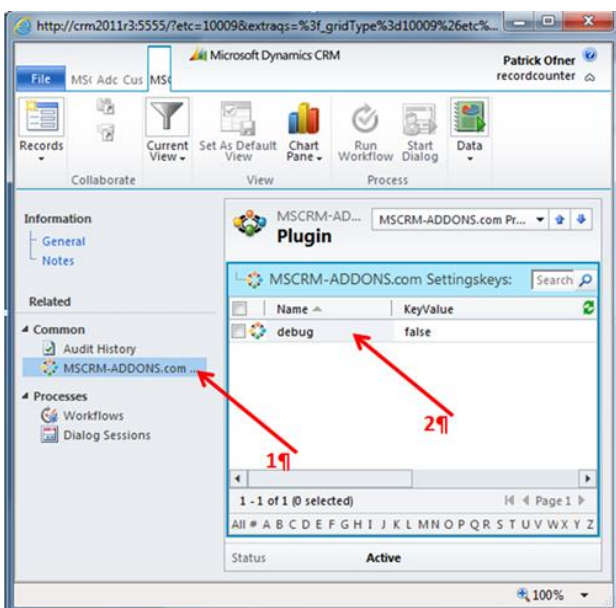 http://crm2011r3:5555/?etc=10009&extraqs=%3f_gridType%3d10009%26etc%...
Microsoft Dynamics CRM
Patrick Ofner
recordcounter
File MS( Adc Cus MS(
Records
Current View
Set As Default View
Chart Pane
Run Workflow
Start Dialog
Data
Collaborate View Process
Information
General
Notes
Related
Common
Audit History
MSCRM-ADDONS.com ...
Processes
Workflows
Dialog Sessions
MSCRM-AD...
Plugin
MSCRM-ADDONS.com Pr...
MSCRM-ADDONS.com Settingskeys: Search
Name KeyValue
debug false
1¶
2¶
1 - 1 of 1 (0 selected) Page 1
All # A B C D E F G H I J K L M N O P Q R S T U V W X Y Z
Status Active
100%